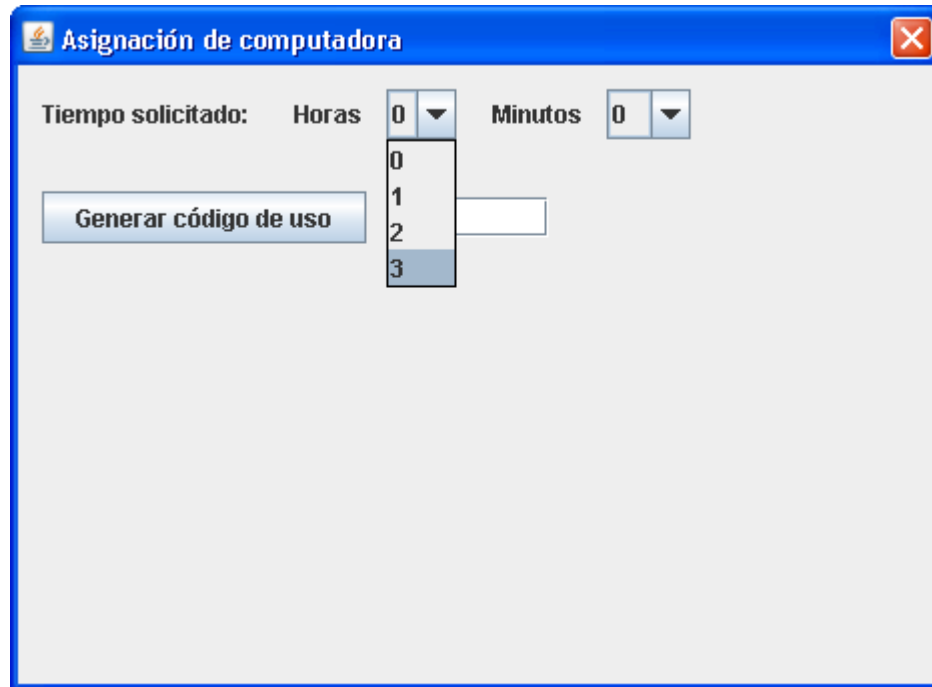 Asignación de computadora
Tiempo solicitado: Horas 0 Minutos 0
0
1
Generar código de uso
2
3